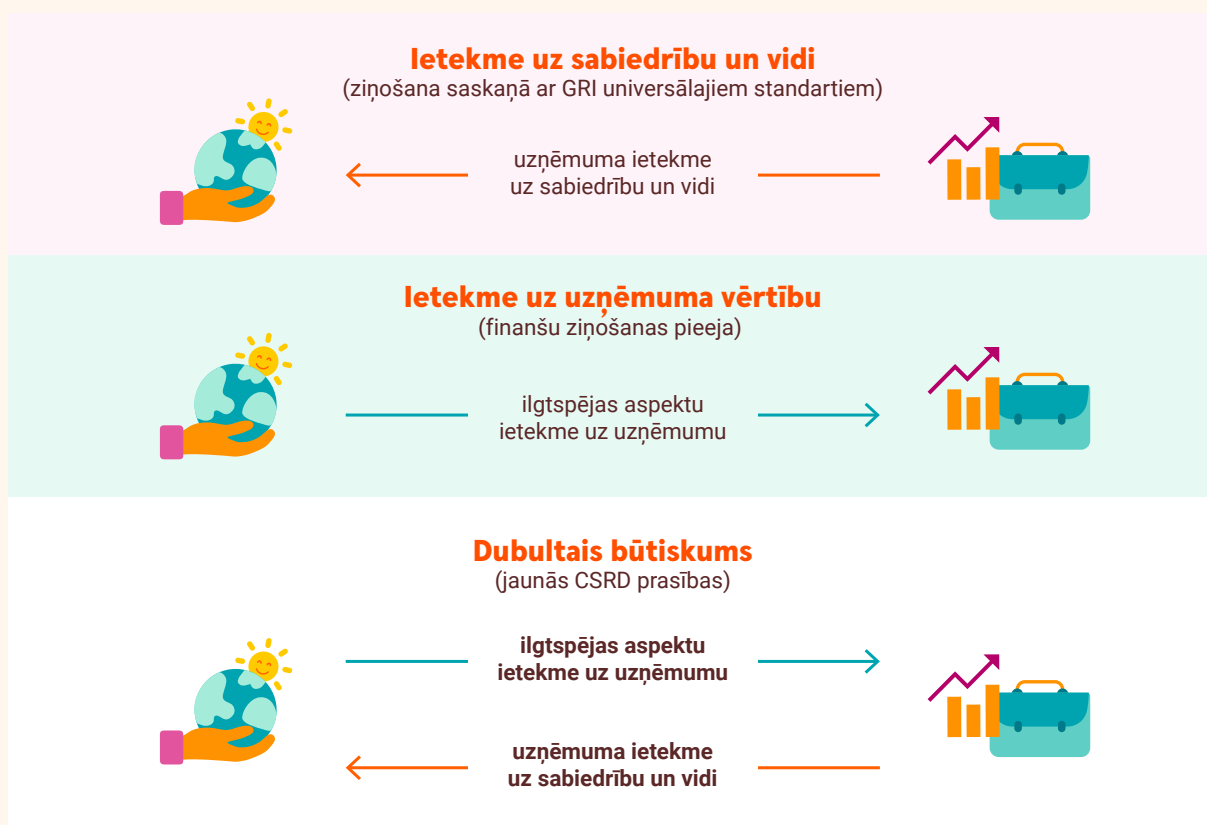 Ietekme uz sabiedrību un vidi
(ziņošana saskaņā ar GRI universālajiem standartiem)
uzņēmuma ietekme
uz sabiedrību un vidi
Ietekme uz uzņēmuma vērtību
(finanšu ziņošanas pieeja)
ilgtspējas aspektu
ietekme uz uzņēmumu
Dubultais būtiskums
(jaunās CSRD prasības)
ilgtspējas aspektu
ietekme uz uzņēmumu
uzņēmuma ietekme
uz sabiedrību un vidi